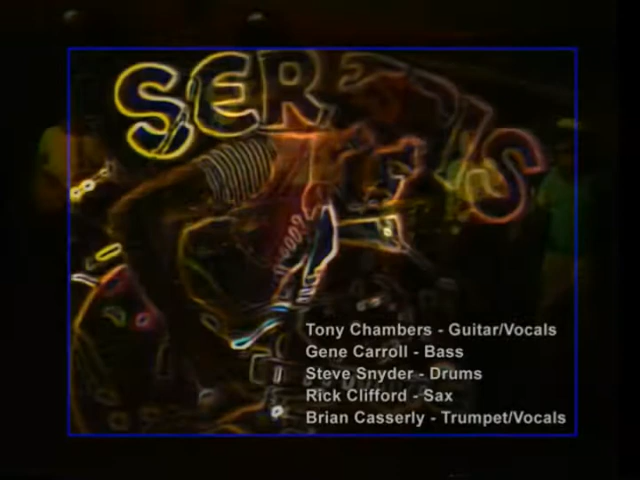 Tony Chambers - Guitar/Vocals
Gene Carroll - Bass
Steve Snyder - Drums
Rick Clifford - Sax
Brian Casserly - Trumpet/Vocals